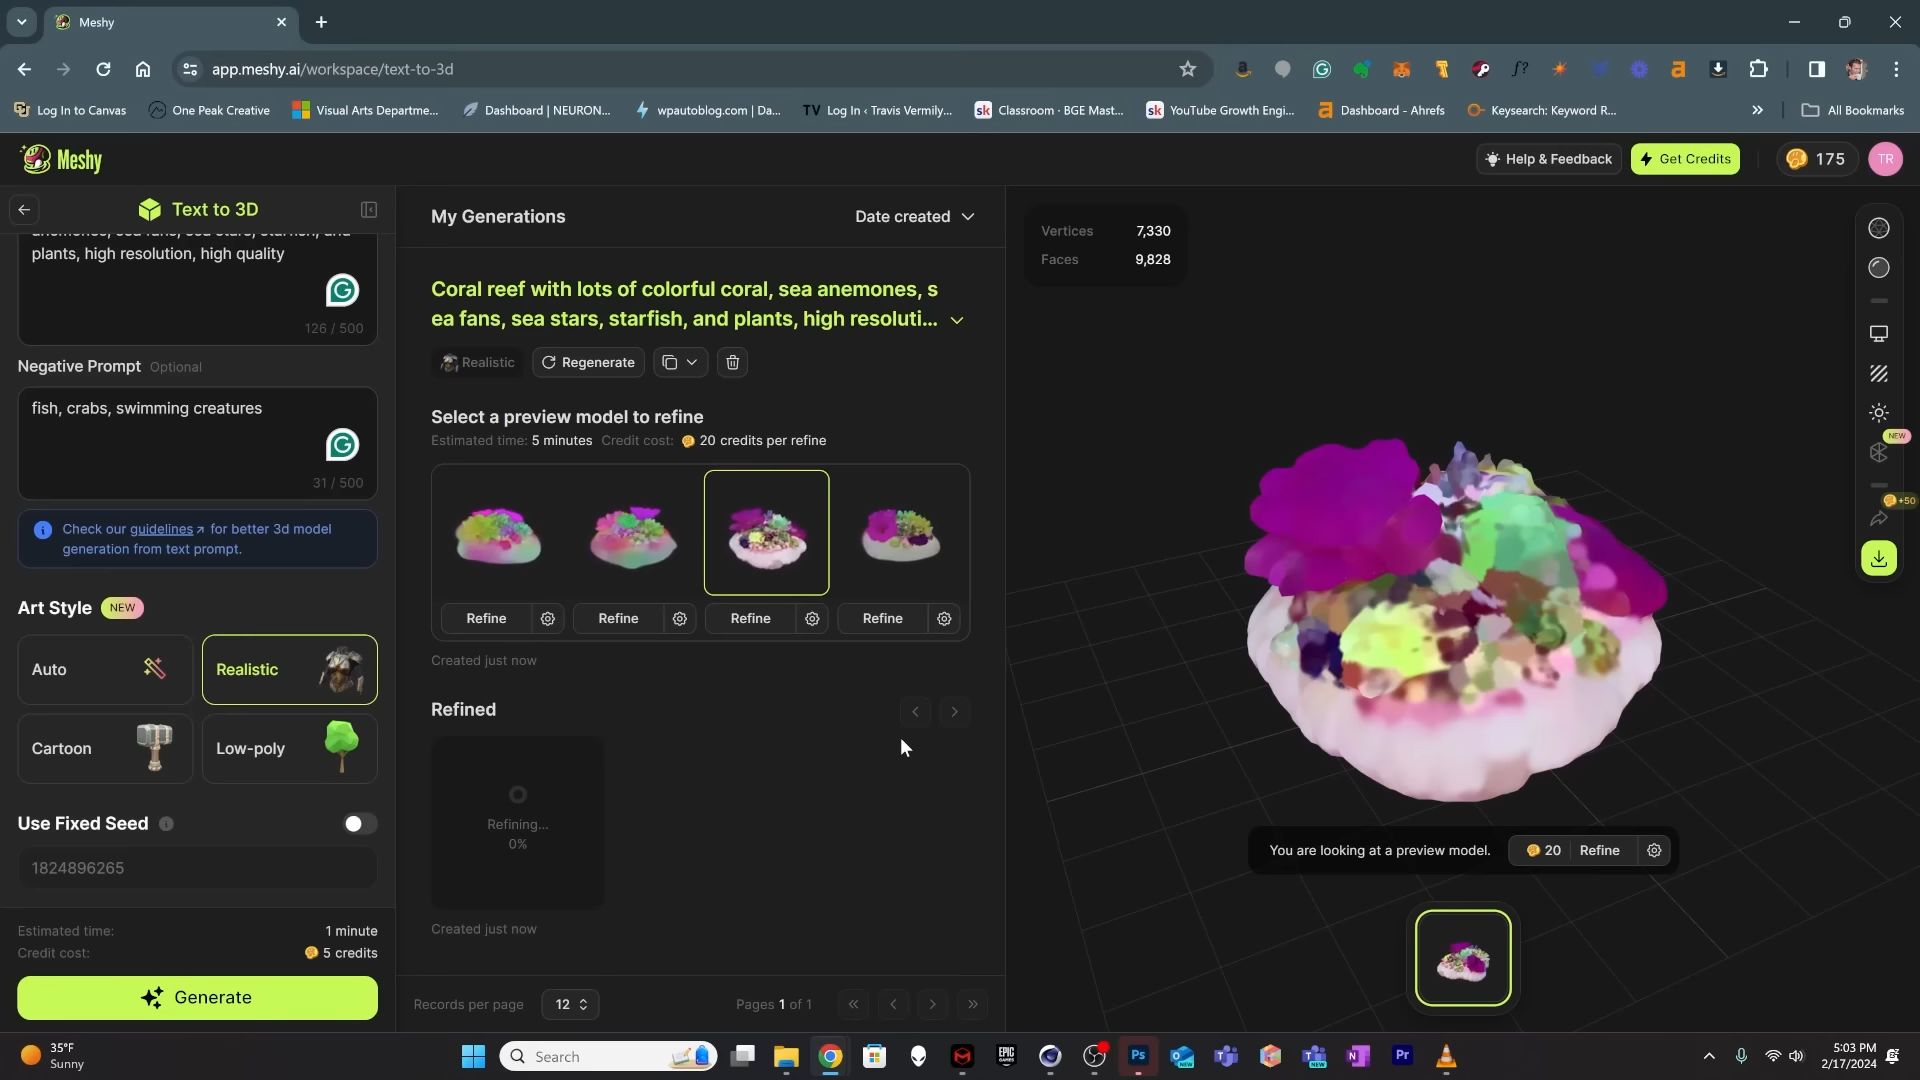 Meshy
app.meshy.ai/workspace/text-to-3d
Log In to Canvas
One Peak Creative
Visual Arts Departme...
Dashboard | NEURON...
wpautoblog.com | Da...
TV Log In ‹ Travis Vermily...
sk Classroom · BGE Mast...
sk YouTube Growth Engi...
Dashboard - Ahrefs
Keysearch: Keyword R...
»
All Bookmarks
Meshy
Help & Feedback
Get Credits
175
TR
Text to 3D
plants, high resolution, high quality
126 / 500
Negative Prompt Optional
fish, crabs, swimming creatures
31 / 500
Check our guidelines↗ for better 3d model
generation from text prompt.
Art Style NEW
Auto
Realistic
Cartoon
Low-poly
Use Fixed Seed
1824896265
Estimated time: 1 minute
Credit cost: 5 credits
Generate
My Generations
Date created
Coral reef with lots of colorful coral, sea anemones, s
ea fans, sea stars, starfish, and plants, high resoluti...
Realistic
Regenerate
Select a preview model to refine
Estimated time: 5 minutes Credit cost: 20 credits per refine
Refine
Refine
Refine
Refine
Created just now
Refined
Refining...
0%
Created just now
Records per page 12
Pages 1 of 1
Vertices 7,330
Faces 9,828
NEW
+50
You are looking at a preview model.
20 Refine
35°F
Sunny
Search
EPIC
GAMES
Ps
NEW
NEW
N
Pr
5:03 PM
2/17/2024